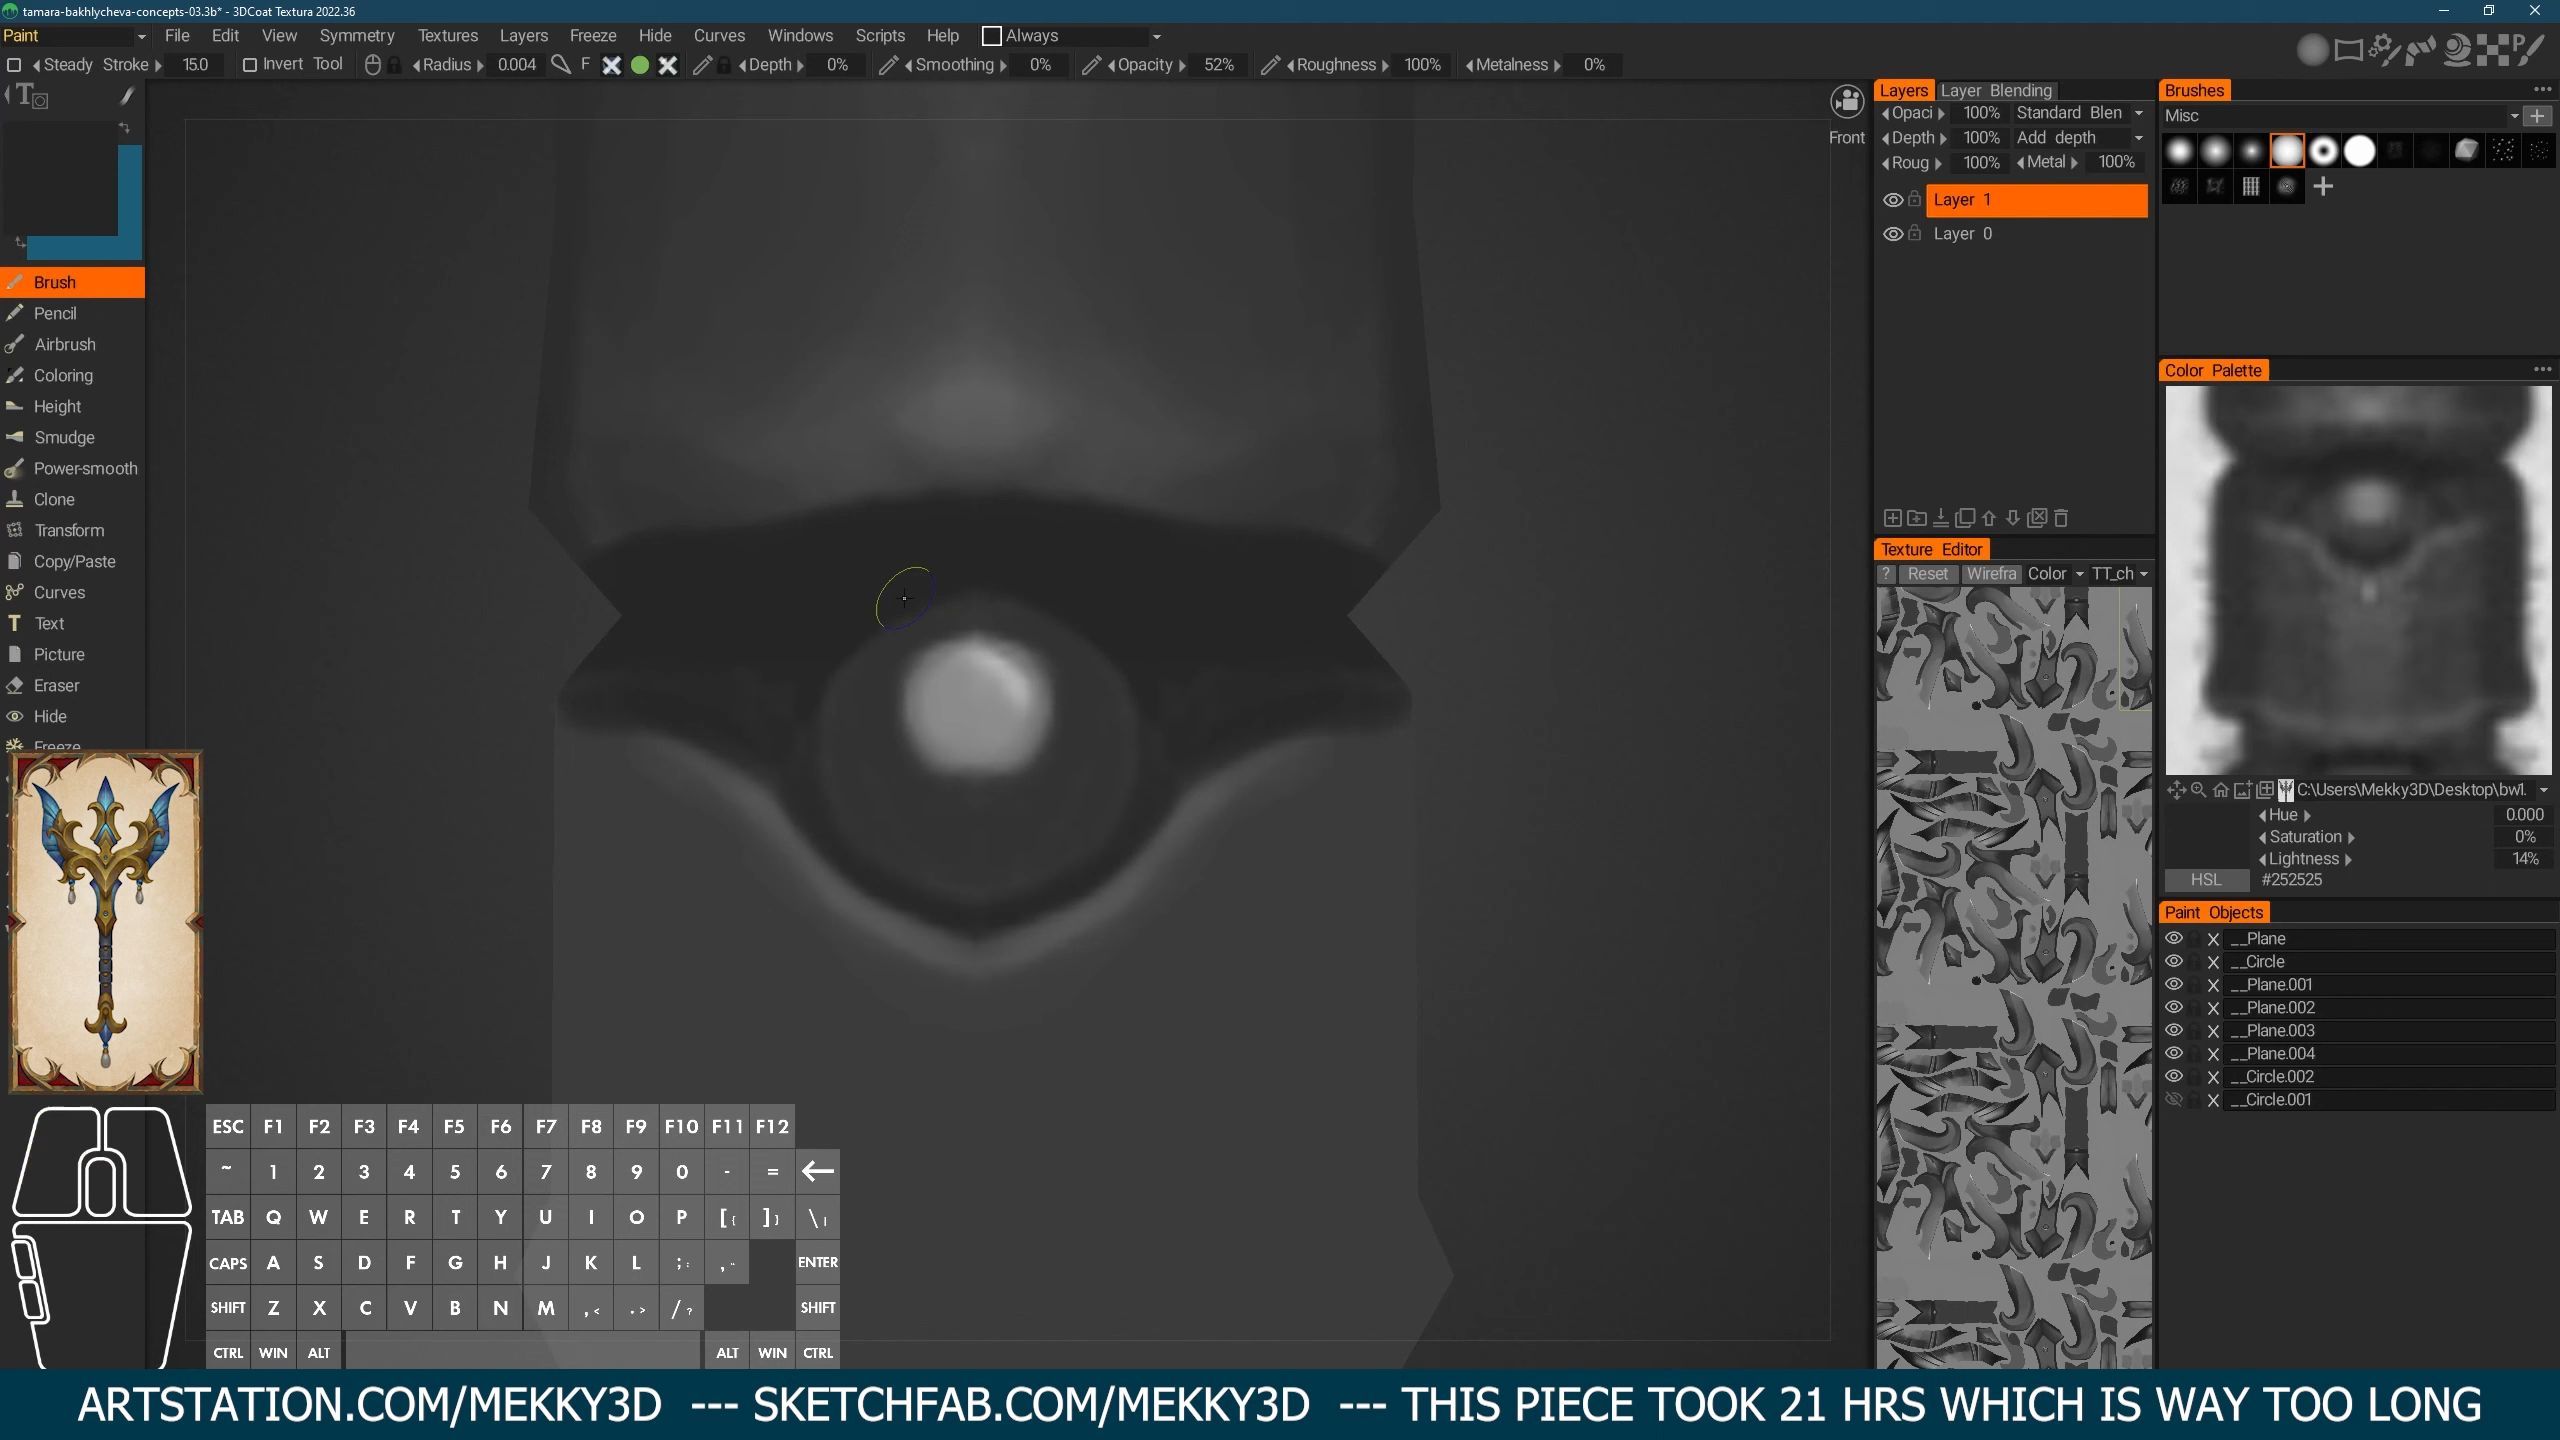 tamara-bakhlycheva-concepts-03.3b* - 3DCoat Textura 2022.36
Paint File Edit View Symmetry Textures Layers Freeze Hide Curves Windows Scripts Help Always
Steady Stroke 15.0 Invert Tool Radius 0.004 F Depth 0% Smoothing 0% Opacity 52% Roughness 100% Metalness 0%
Front
Brush
Pencil
Airbrush
Coloring
Height
Smudge
Power-smooth
Clone
Transform
Copy/Paste
Curves
Text
Picture
Eraser
Hide
Freeze
Layers Layer Blending
Opaci 100% Standard Blen
Depth 100% Add depth
Roug 100% Metal 100%
Layer 1
Layer 0
Texture Editor
? Reset Wirefra Color TT_ch
Brushes
Misc
Color Palette
C:\Users\Mekky3D\Desktop\bw1.
Hue 0.000
Saturation 0%
Lightness 14%
HSL #252525
Paint Objects
X __Plane
X __Circle
X __Plane.001
X __Plane.002
X __Plane.003
X __Plane.004
X __Circle.002
X __Circle.001
ESC F1 F2 F3 F4 F5 F6 F7 F8 F9 F10 F11 F12
~ 1 2 3 4 5 6 7 8 9 0 - =
TAB Q W E R T Y U I O P [ { ] } \ |
CAPS A S D F G H J K L ; : , .. ENTER
SHIFT Z X C V B N M , < . > / ? SHIFT
CTRL WIN ALT ALT WIN CTRL
ARTSTATION.COM/MEKKY3D --- SKETCHFAB.COM/MEKKY3D --- THIS PIECE TOOK 21 HRS WHICH IS WAY TOO LONG